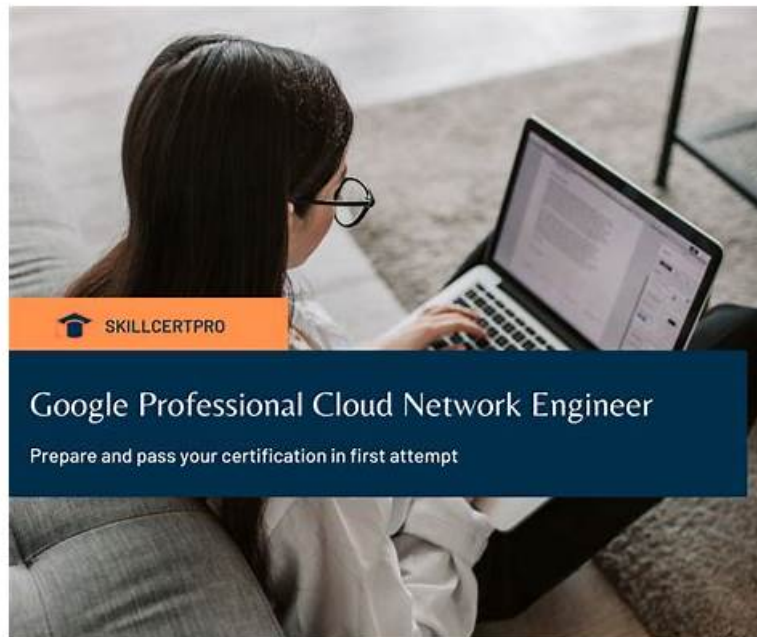 SKILLCERTPRO
Google Professional Cloud Network Engineer
Prepare and pass your certification in first attempt